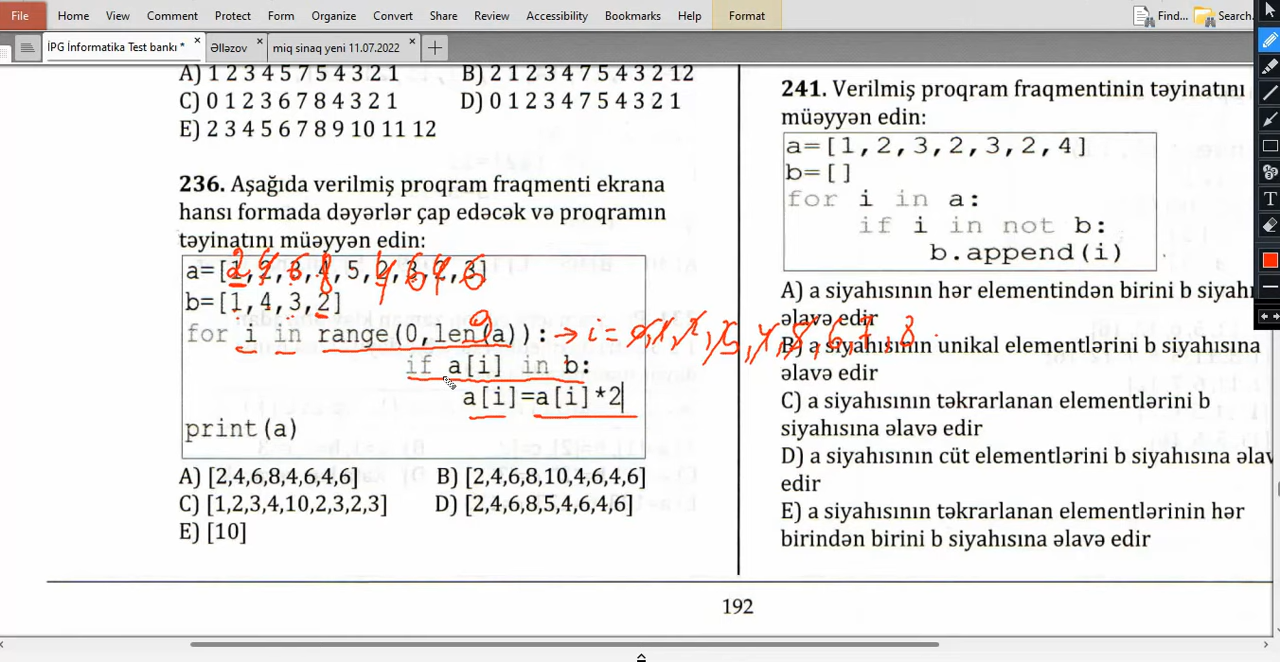 File Home View Comment Protect Form Organize Convert Share Review Accessibility Bookmarks Help Format Find... Search.
İPG İnformatika Test bankı * × Əlləzov × miq sınaq yeni 11.07.2022 × +
A) 1 2 3 4 5 7 5 4 3 2 1 B) 2 1 2 3 4 7 5 4 3 2 12
C) 0 1 2 3 6 7 8 4 3 2 1 D) 0 1 2 3 4 7 5 4 3 2 1
E) 2 3 4 5 6 7 8 9 10 11 12
236. Aşağıda verilmiş proqram fraqmenti ekrana
hansı formada dəyərlər çap edəcək və proqramın
təyinatını müəyyən edin:
a=[1,2,3,4,5,2,3,2,3]
b=[1,4,3,2]
for i in range(0,len(a)):
if a[i] in b:
a[i]=a[i]*2
print(a)
A) [2,4,6,8,4,6,4,6] B) [2,4,6,8,10,4,6,4,6]
C) [1,2,3,4,10,2,3,2,3] D) [2,4,6,8,5,4,6,4,6]
E) [10]
241. Verilmiş proqram fraqmentinin təyinatını
müəyyən edin:
a=[1,2,3,2,3,2,4]
b=[]
for i in a:
if i in not b:
b.append(i)
A) a siyahısının hər elementindən birini b siyahı
əlavə edir
B) a siyahısının unikal elementlərini b siyahısına
əlavə edir
C) a siyahısının təkrarlanan elementlərini b
siyahısına əlavə edir
D) a siyahısının cüt elementlərini b siyahısına əlav
edir
E) a siyahısının təkrarlanan elementlərinin hər
birindən birini b siyahısına əlavə edir
192